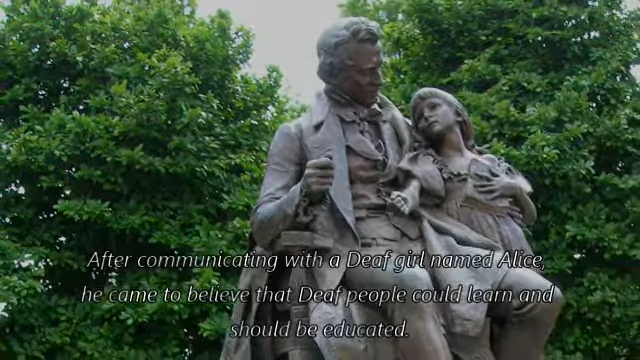 After communicating with a Deaf girl named Alice,
he came to believe that Deaf people could learn and
should be educated.